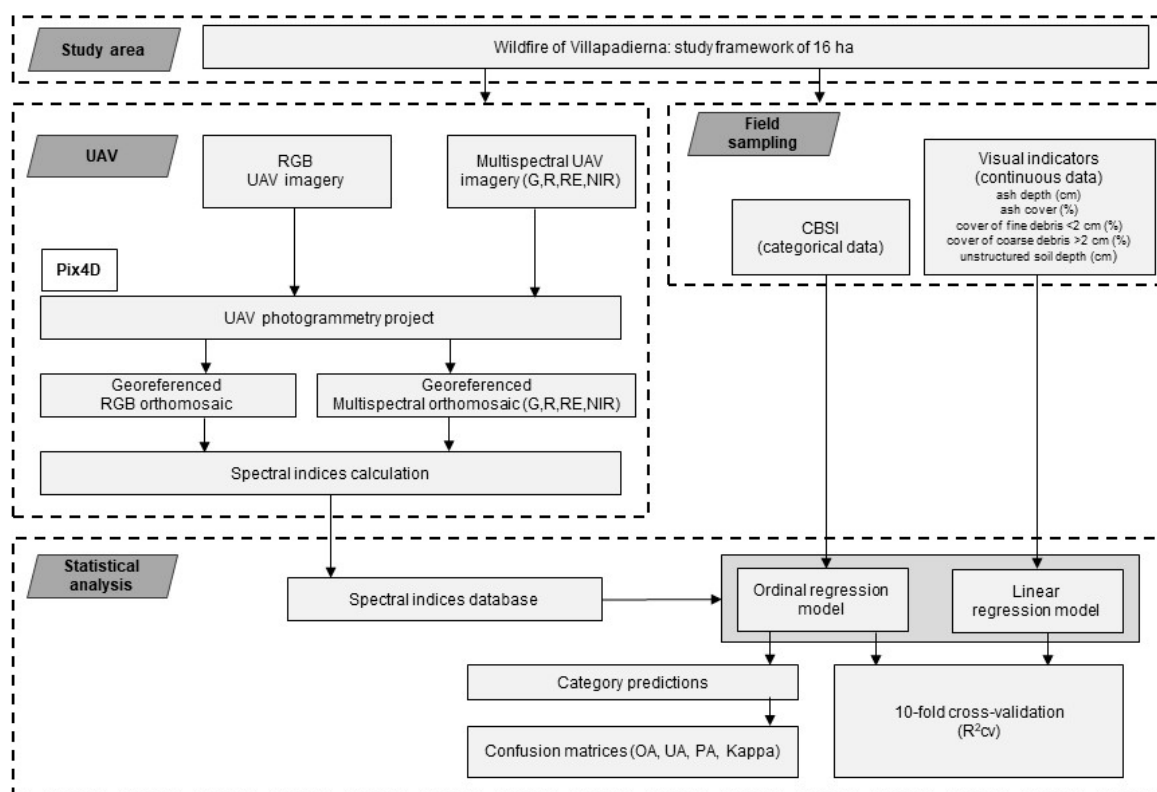 Study area
Wildfire of Villapadierna: study framework of 16 ha
UAV
RGB
UAV imagery
Multispectral UAV
imagery (G,R,RE,NIR)
Pix4D
UAV photogrammetry project
Georeferenced
RGB orthomosaic
Georeferenced
Multispectral orthomosaic (G,R,RE,NIR)
Spectral indices calculation
Field
sampling
CBSI
(categorical data)
Visual indicators
(continuous data)
ash depth (cm)
ash cover (%)
cover of fine debris <2 cm (%)
cover of coarse debris >2 cm (%)
unstructured soil depth (cm)
Statistical
analysis
Spectral indices database
Ordinal regression
model
Linear
regression model
Category predictions
Confusion matrices (OA, UA, PA, Kappa)
10-fold cross-validation
(R²cv)